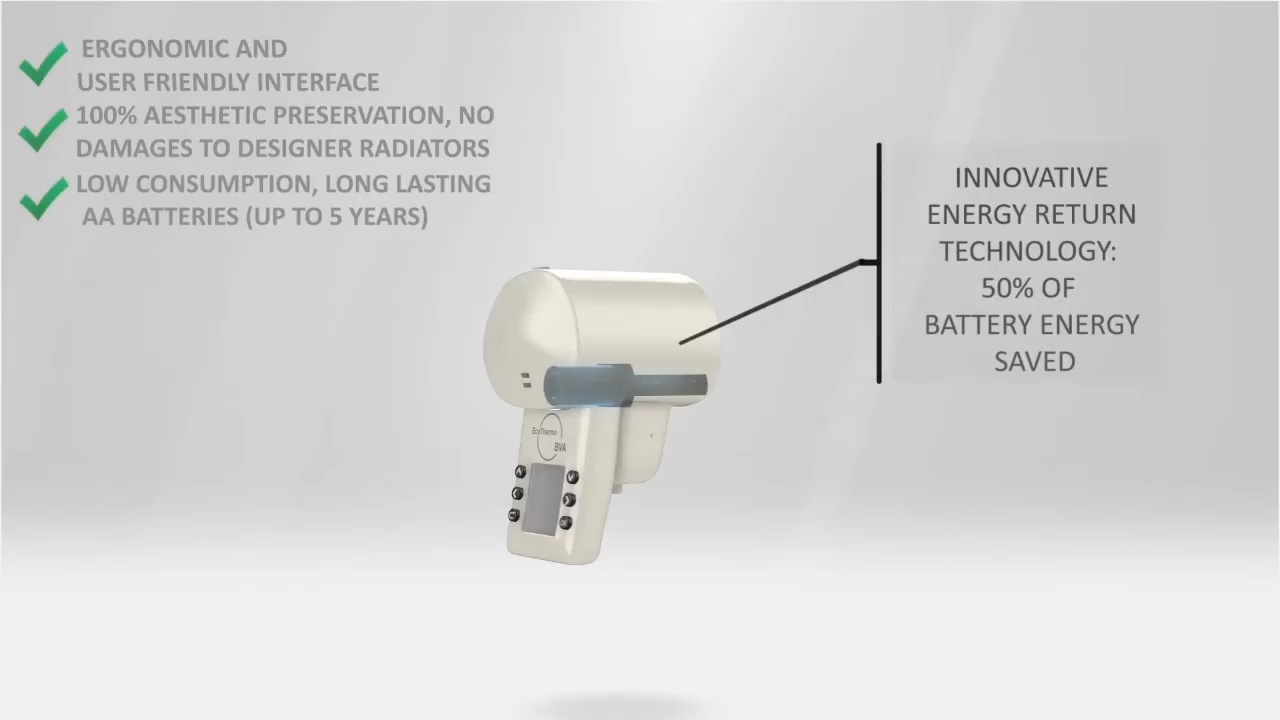 ERGONOMIC AND
USER FRIENDLY INTERFACE
100% AESTHETIC PRESERVATION, NO
DAMAGES TO DESIGNER RADIATORS
LOW CONSUMPTION, LONG LASTING
AA BATTERIES (UP TO 5 YEARS)
INNOVATIVE
ENERGY RETURN
TECHNOLOGY:
50% OF
BATTERY ENERGY
SAVED
EcoThermo
BVA